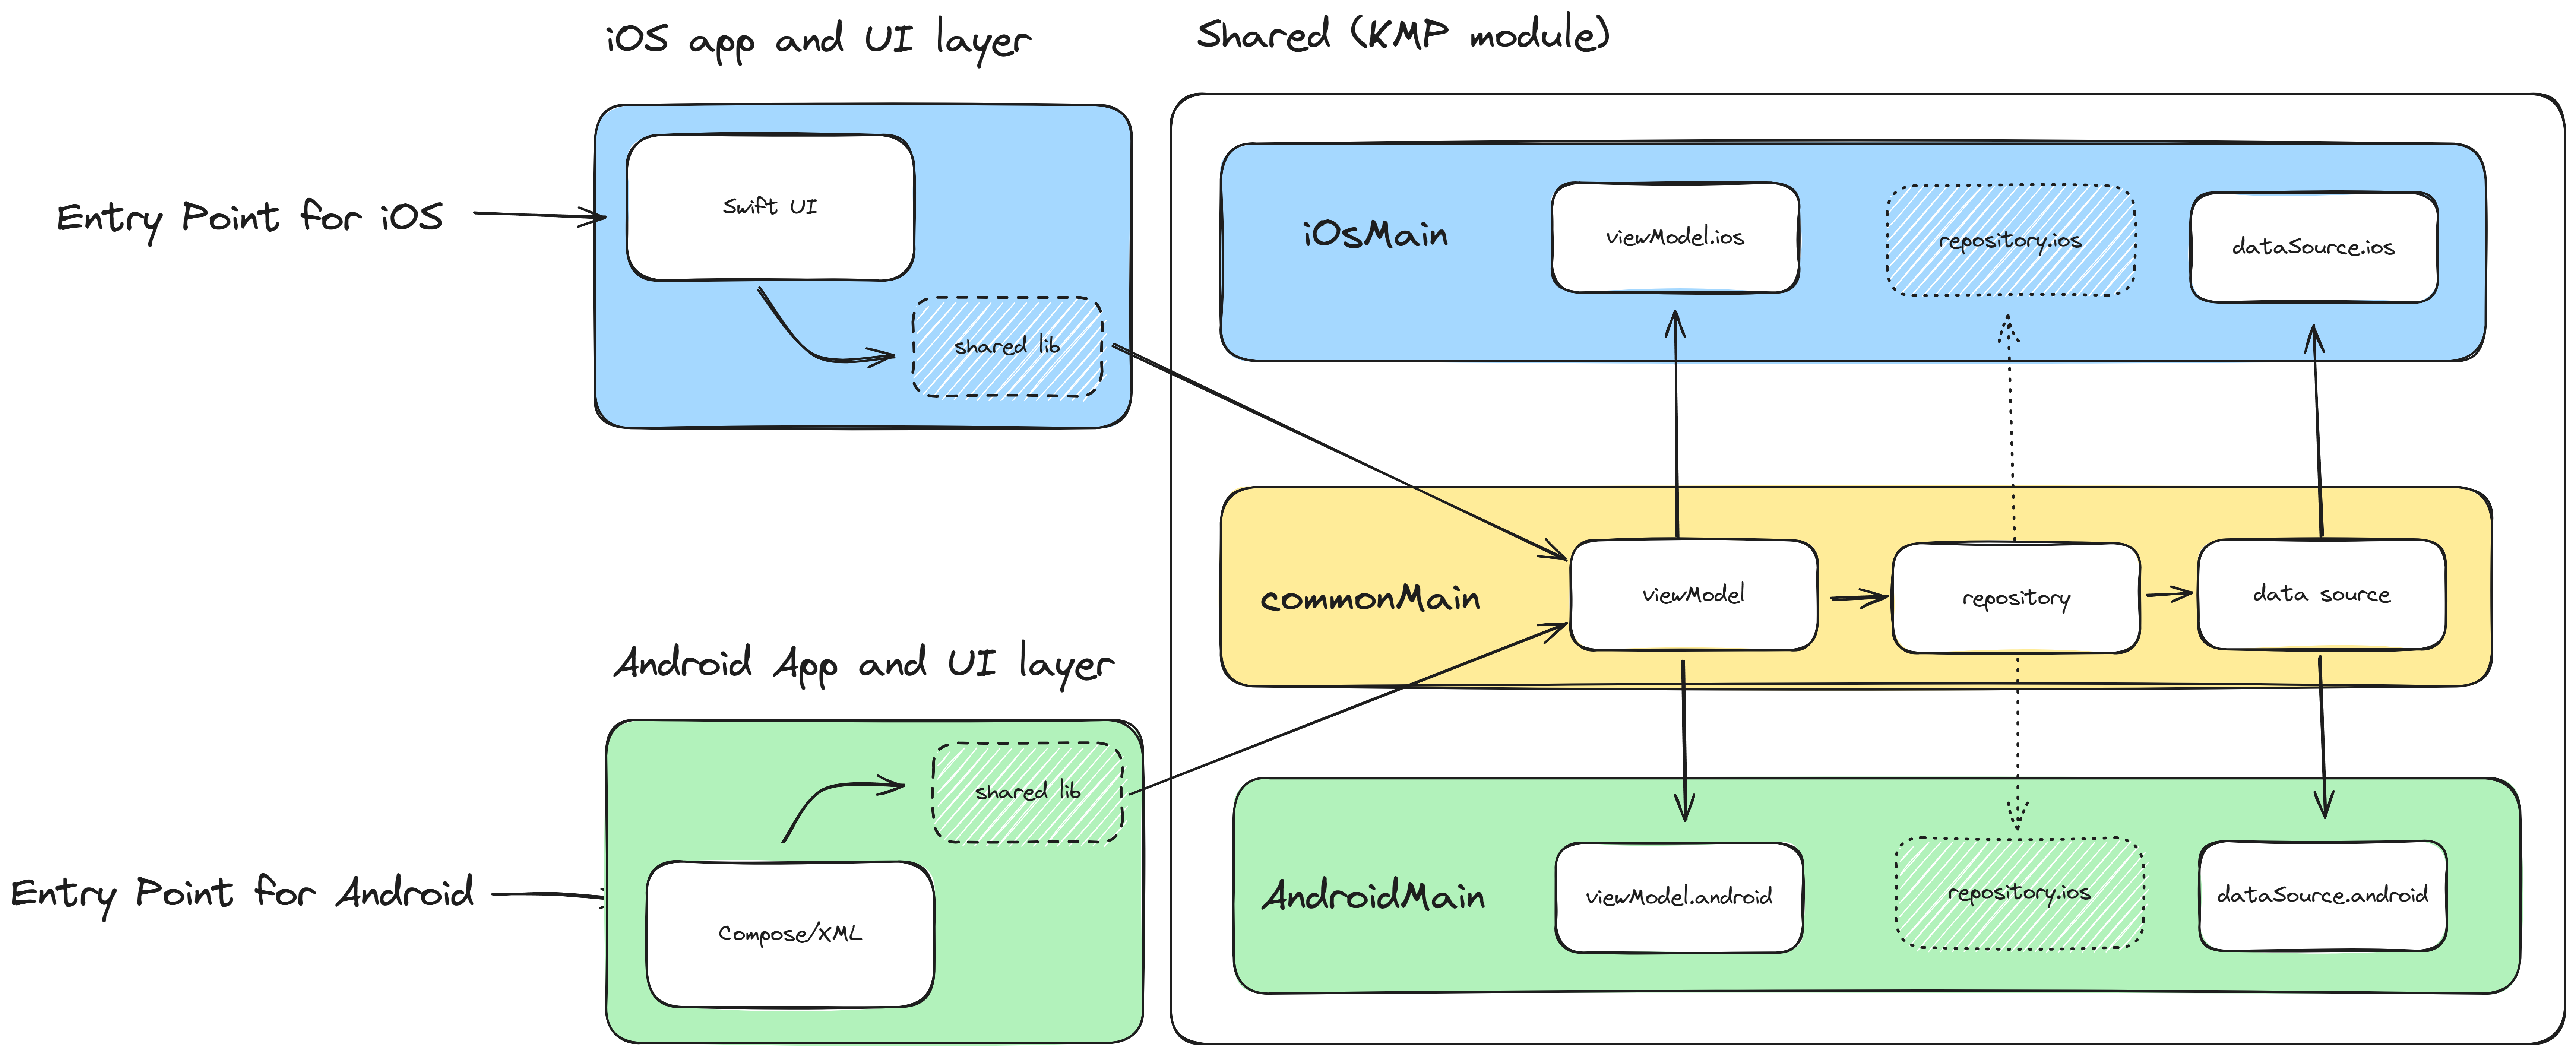 iOS app and UI layer
Shared (KMP module)
Entry Point for iOS
Swift UI
shared lib
iOsMain
viewModel.ios
repository.ios
dataSource.ios
commonMain
viewModel
repository
data source
Android App and UI layer
shared lib
Entry Point for Android
Compose/XML
AndroidMain
viewModel.android
repository.ios
dataSource.android